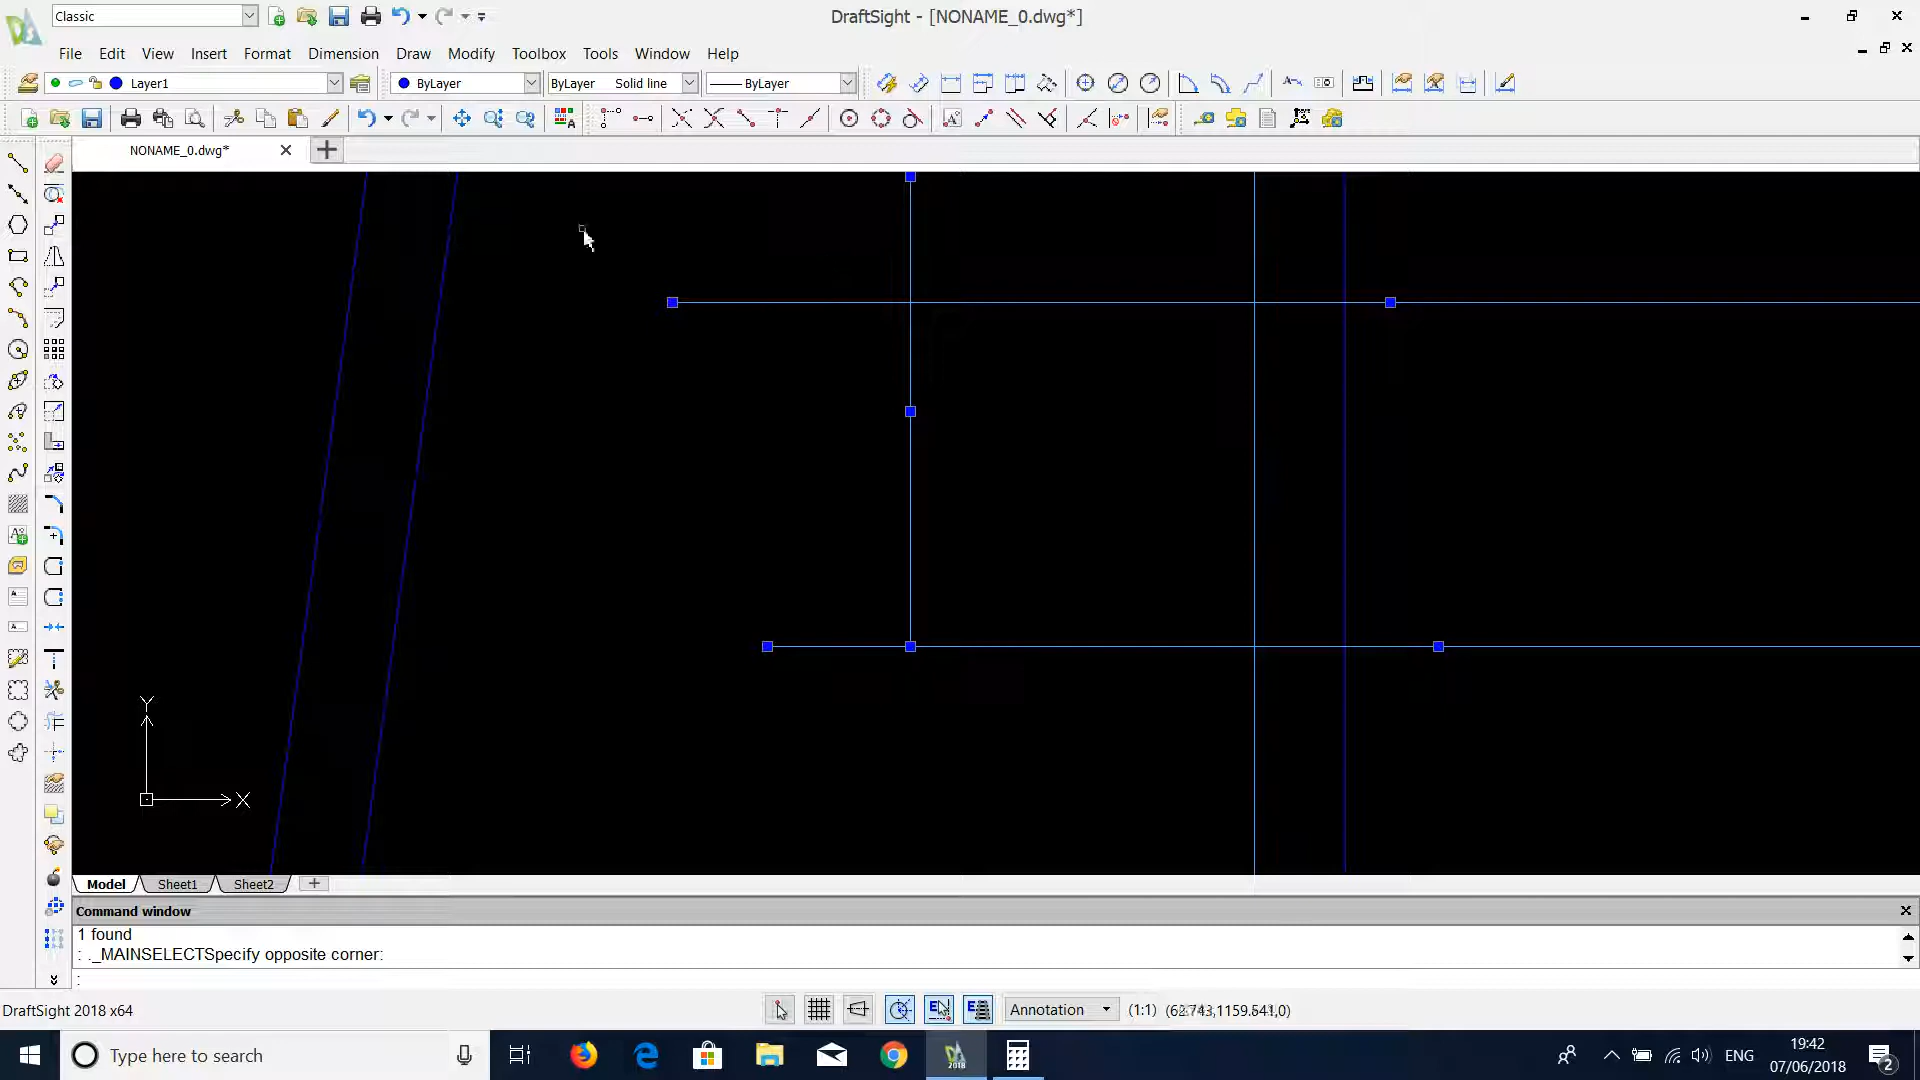 Classic
DraftSight - [NONAME_0.dwg*]
File Edit View Insert Format Dimension Draw Modify Toolbox Tools Window Help
Layer1 ByLayer ByLayer Solid line ByLayer
NONAME_0.dwg*
Y
X
Model Sheet1 Sheet2
Command window
1 found
: ._MAINSELECTSpecify opposite corner:
:
DraftSight 2018 x64 Annotation (1:1)
Type here to search
2018
ENG
19:42
07/06/2018
2